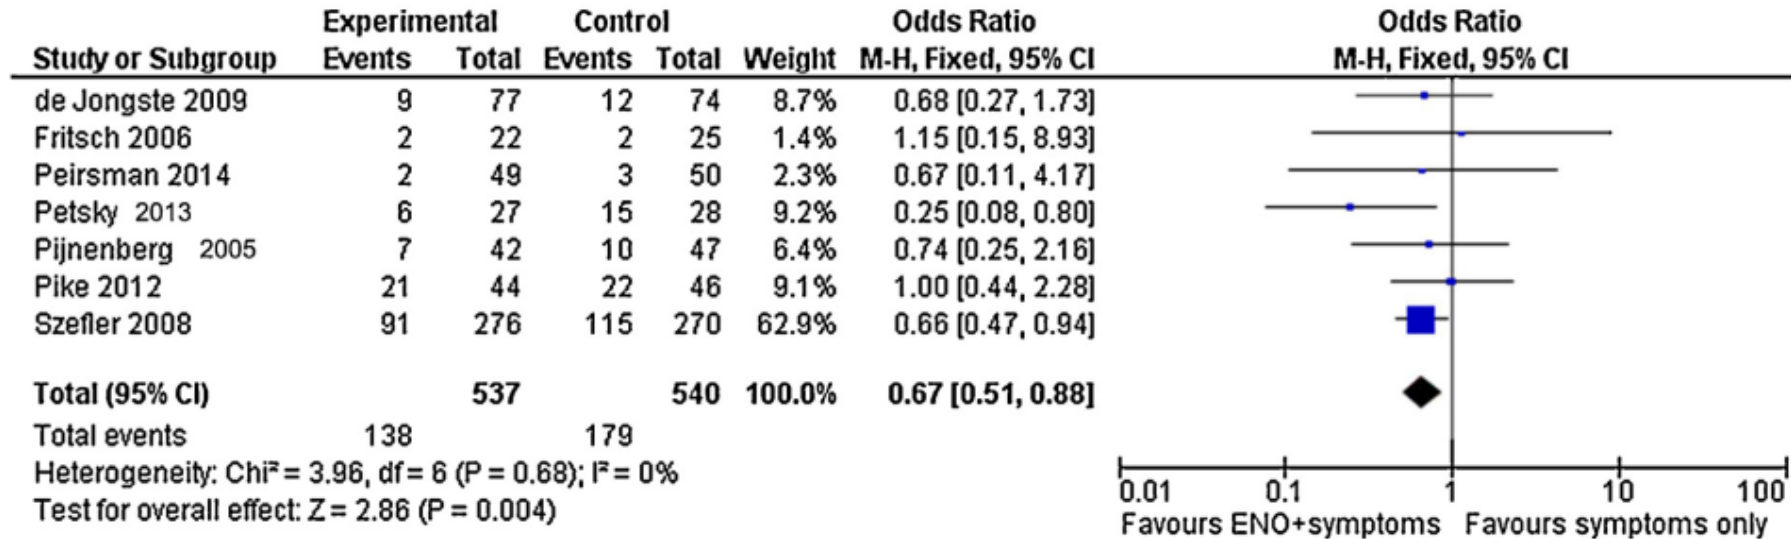 Experimental Control Odds Ratio Odds Ratio
Study or Subgroup Events Total Events Total Weight M-H, Fixed, 95% CI M-H, Fixed, 95% CI
de Jongste 2009 9 77 12 74 8.7% 0.68 [0.27, 1.73]
Fritsch 2006 2 22 2 25 1.4% 1.15 [0.15, 8.93]
Peirsman 2014 2 49 3 50 2.3% 0.67 [0.11, 4.17]
Petsky 2013 6 27 15 28 9.2% 0.25 [0.08, 0.80]
Pijnenberg 2005 7 42 10 47 6.4% 0.74 [0.25, 2.16]
Pike 2012 21 44 22 46 9.1% 1.00 [0.44, 2.28]
Szefler 2008 91 276 115 270 62.9% 0.66 [0.47, 0.94]
Total (95% CI) 537 540 100.0% 0.67 [0.51, 0.88]
Total events 138 179
Heterogeneity: Chi² = 3.96, df = 6 (P = 0.68); I² = 0%
Test for overall effect: Z = 2.86 (P = 0.004)
0.01 0.1 1 10 100
Favours ENO+symptoms Favours symptoms only